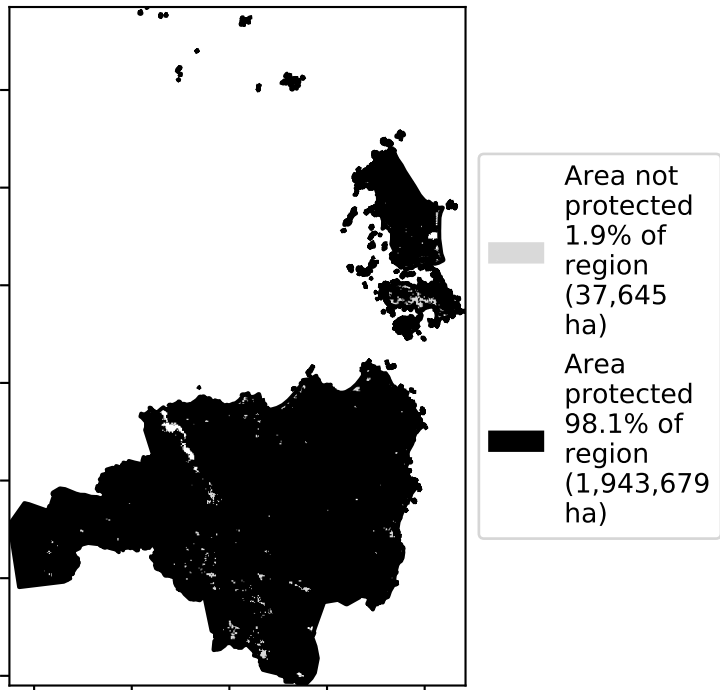 Area not
protected
1.9% of
region
(37,645
ha)
Area
protected
98.1% of
region
(1,943,679
ha)